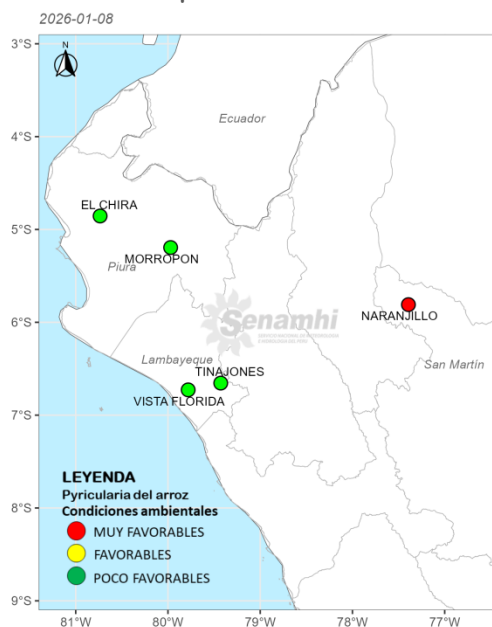 2026-01-08
3°S
4°S
5°S
6°S
7°S
8°S
9°S
N
Ecuador
EL CHIRA
MORROPON
Piura
NARANJILLO
Senamhi
Lambayeque
TINAJONES
San Martín
VISTA FLORIDA
LEYENDA
Pyricularia del arroz
Condiciones ambientales
MUY FAVORABLES
FAVORABLES
POCO FAVORABLES
81°W
80°W
79°W
78°W
77°W